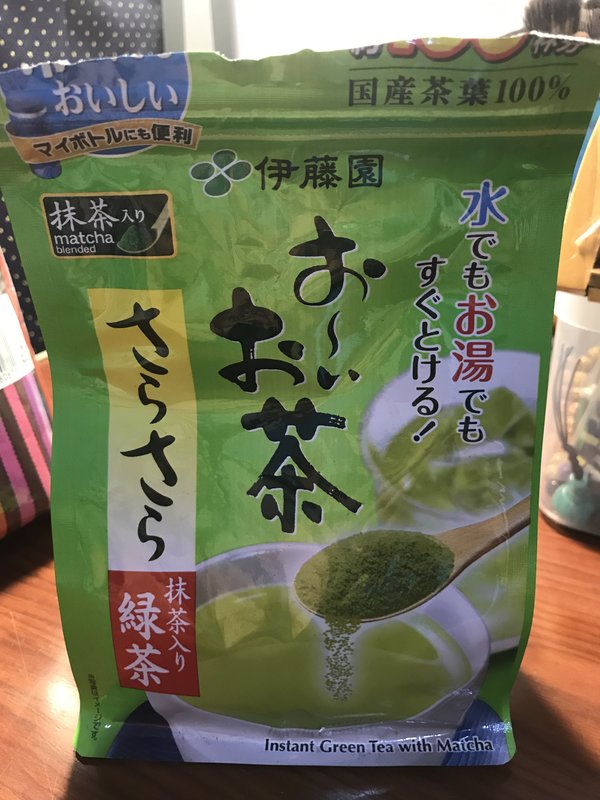 おいしい
マイボトルにも便利
100
国産茶葉100%
伊藤園
抹茶入り
matcha
blended
水でもお湯でも
すぐとける!
お〜い
お茶
さらさら
抹茶入り
緑茶
Instant Green Tea with Matcha